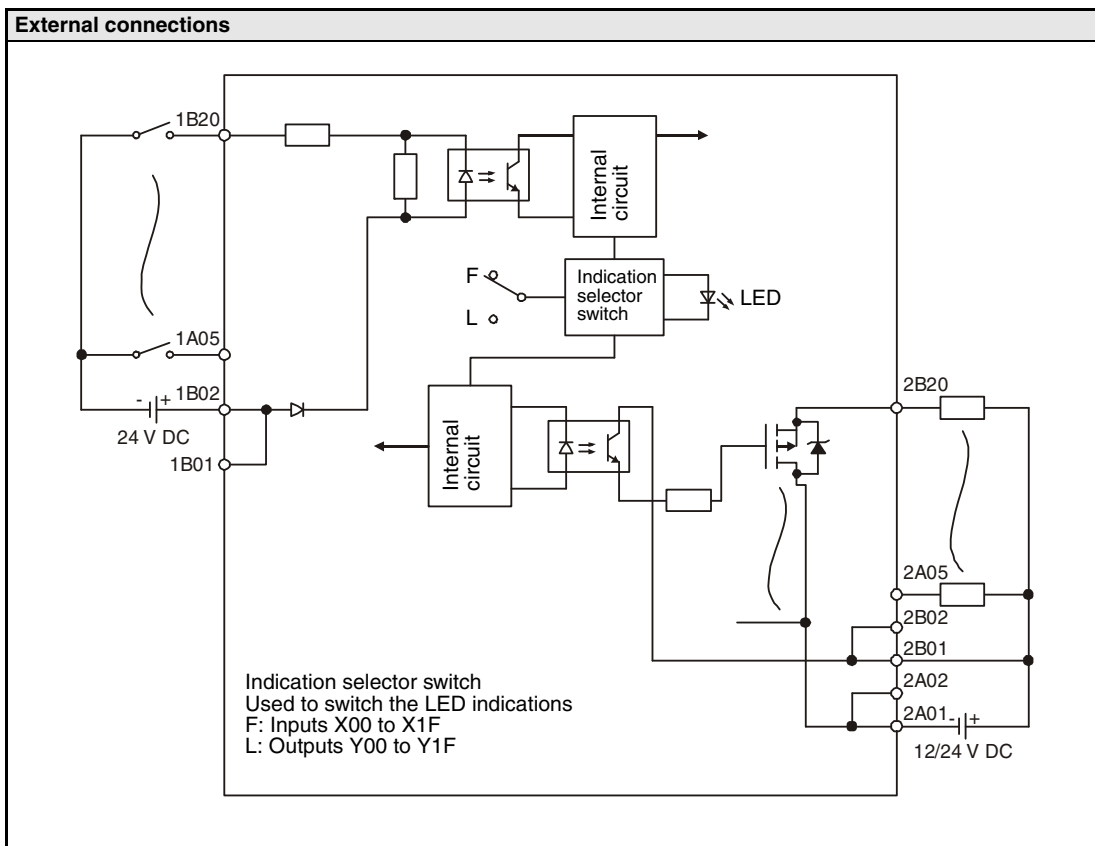 External connections
1B20
Internal
circuit
F
L
Indication
selector
switch
LED
1A05
1B02
- +
24 V DC
1B01
Internal
circuit
2B20
2A05
2B02
2B01
2A02
2A01
- +
12/24 V DC
Indication selector switch
Used to switch the LED indications
F: Inputs X00 to X1F
L: Outputs Y00 to Y1F